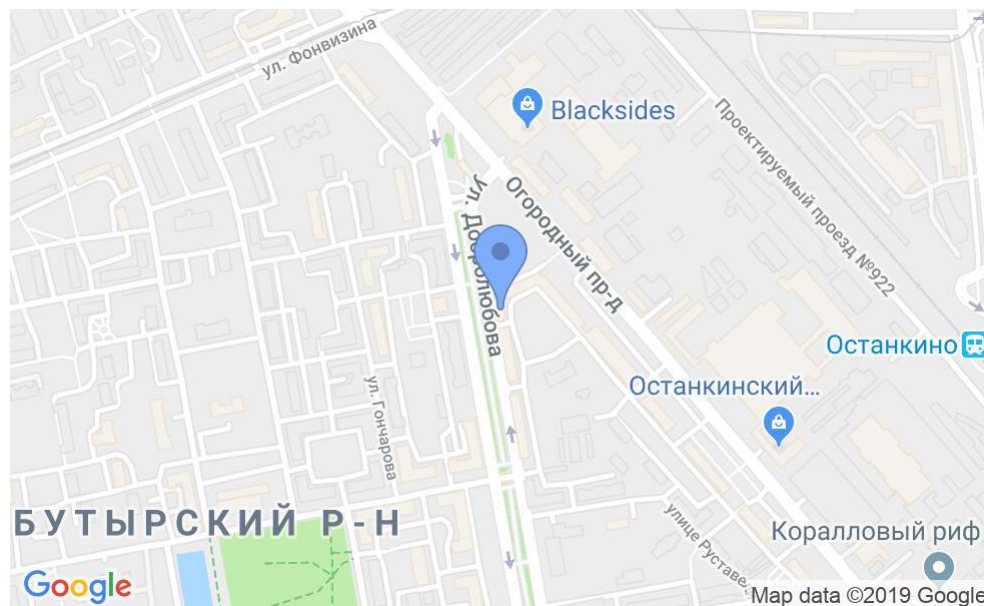 ул. Фонвизина
Blacksides
Проектируемый проезд №922
ул. Добролюбова
Огородный пр-д
Останкино
Останкинский...
ул. Гончарова
БУТЫРСКИЙ Р-Н
улице Руставе
Коралловый риф
Google
Map data ©2019 Google